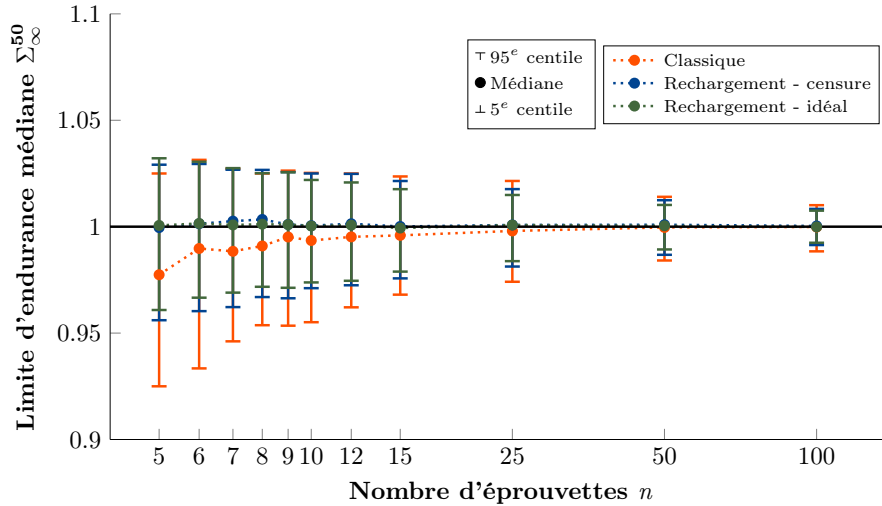 1.1
1.05
1
0.95
0.9
Limite d'endurance médiane Σ∞^50
95e centile
Médiane
5e centile
Classique
Rechargement - censure
Rechargement - idéal
5 6 7 8 9 10 12 15 25 50 100
Nombre d'éprouvettes n